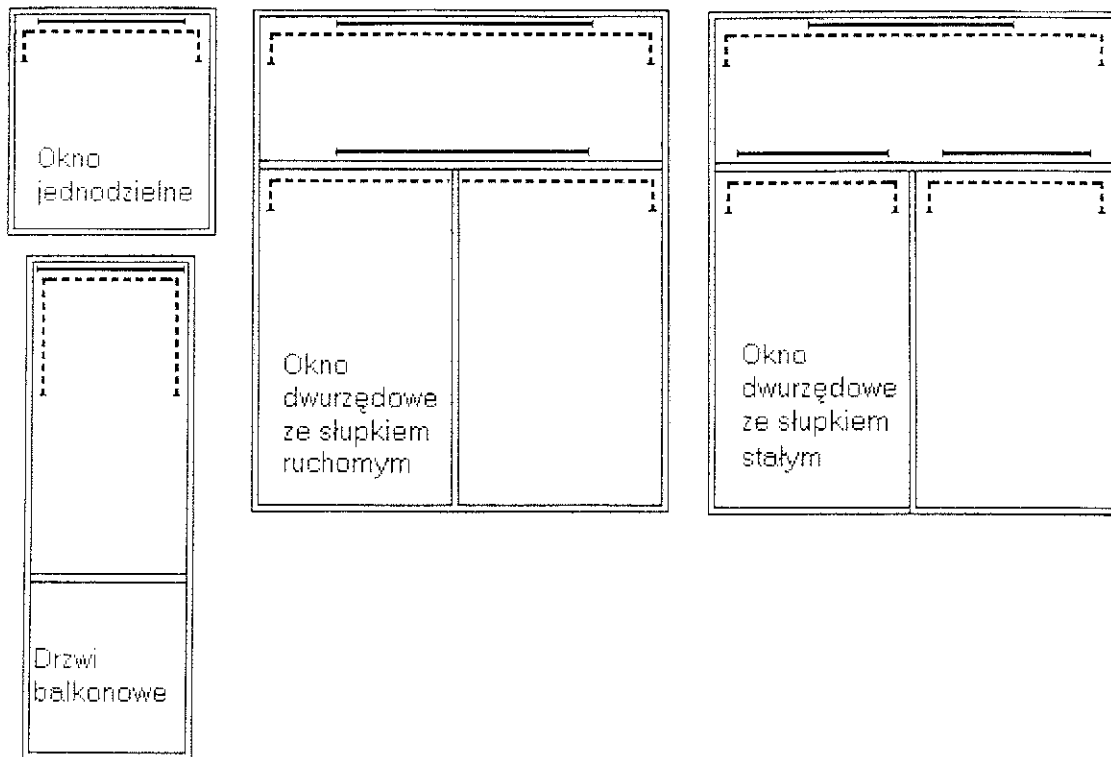 Okno
jednodzielne
Okno
dwurzędowe
ze słupkiem
ruchomym
Okno
dwurzędowe
ze słupkiem
stałym
Drzwi
balkonowe